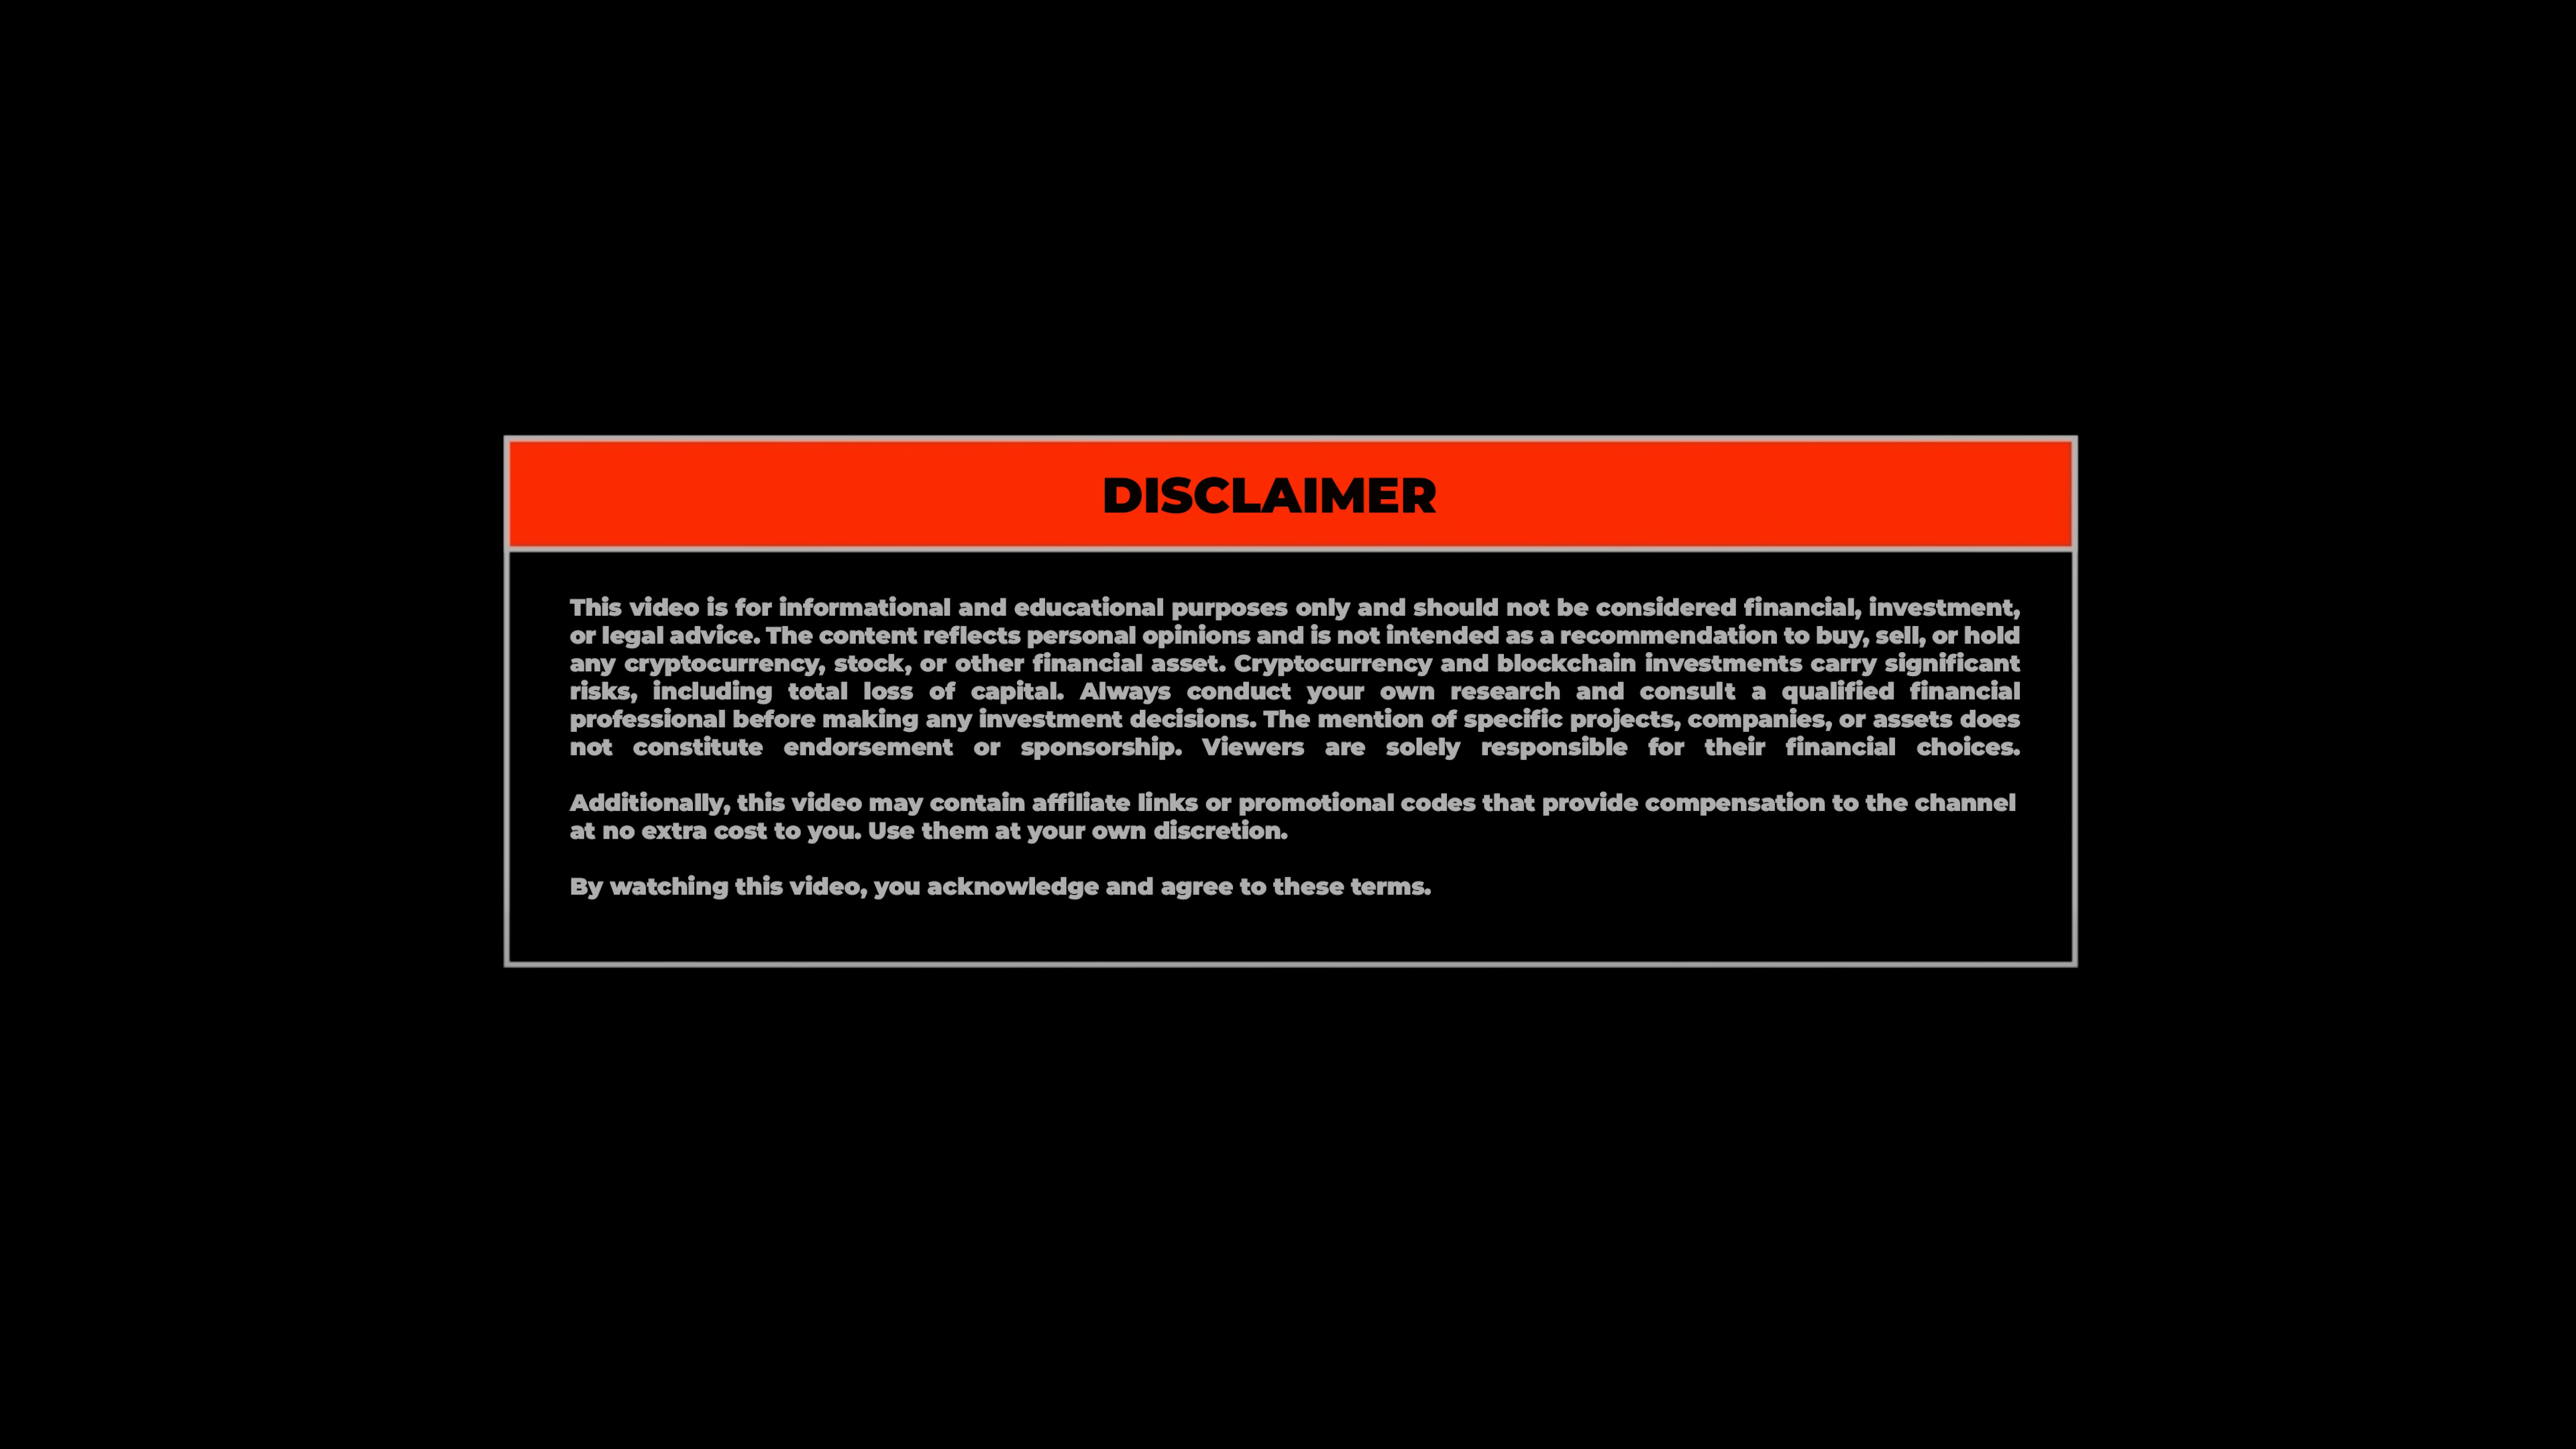 DISCLAIMER
This video is for informational and educational purposes only and should not be considered financial, investment,
or legal advice. The content reflects personal opinions and is not intended as a recommendation to buy, sell, or hold
any cryptocurrency, stock, or other financial asset. Cryptocurrency and blockchain investments carry significant
risks, including total loss of capital. Always conduct your own research and consult a qualified financial
professional before making any investment decisions. The mention of specific projects, companies, or assets does
not constitute endorsement or sponsorship. Viewers are solely responsible for their financial choices.
Additionally, this video may contain affiliate links or promotional codes that provide compensation to the channel
at no extra cost to you. Use them at your own discretion.
By watching this video, you acknowledge and agree to these terms.